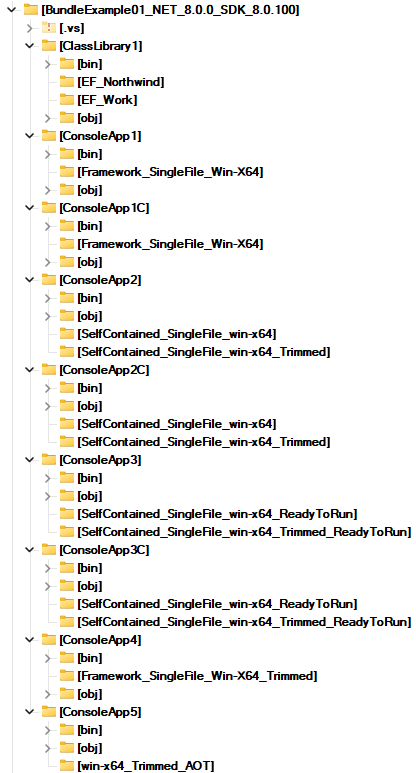 [BundleExample01_NET_8.0.0_SDK_8.0.100]
[.vs]
[ClassLibrary1]
[bin]
[EF_Northwind]
[EF_Work]
[obj]
[ConsoleApp1]
[bin]
[Framework_SingleFile_Win-X64]
[obj]
[ConsoleApp1C]
[bin]
[Framework_SingleFile_Win-X64]
[obj]
[ConsoleApp2]
[bin]
[obj]
[SelfContained_SingleFile_win-x64]
[SelfContained_SingleFile_win-x64_Trimmed]
[ConsoleApp2C]
[bin]
[obj]
[SelfContained_SingleFile_win-x64]
[SelfContained_SingleFile_win-x64_Trimmed]
[ConsoleApp3]
[bin]
[obj]
[SelfContained_SingleFile_win-x64_ReadyToRun]
[SelfContained_SingleFile_win-x64_Trimmed_ReadyToRun]
[ConsoleApp3C]
[bin]
[obj]
[SelfContained_SingleFile_win-x64_ReadyToRun]
[SelfContained_SingleFile_win-x64_Trimmed_ReadyToRun]
[ConsoleApp4]
[bin]
[Framework_SingleFile_Win-X64_Trimmed]
[obj]
[ConsoleApp5]
[bin]
[obj]
[win-x64_Trimmed_AOT]